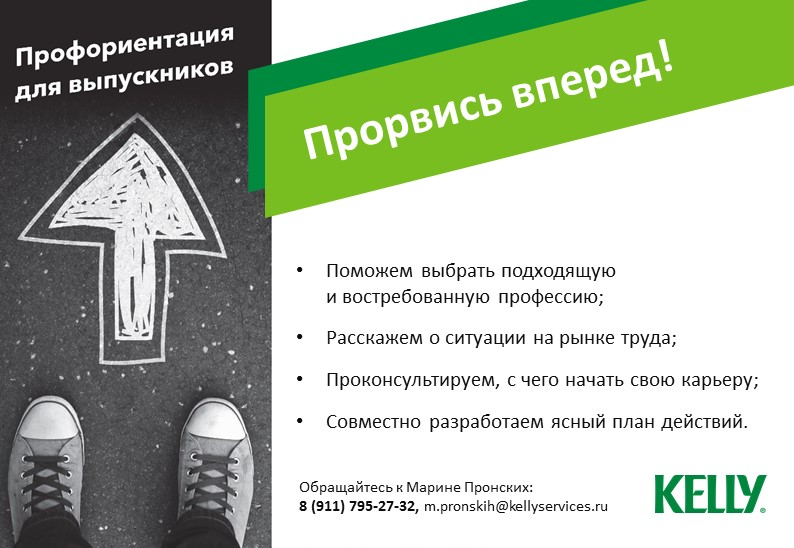 Профориентация
для выпускников
Прорвись вперед!
• Поможем выбрать подходящую
и востребованную профессию;
• Расскажем о ситуации на рынке труда;
• Проконсультируем, с чего начать свою карьеру;
• Совместно разработаем ясный план действий.
Обращайтесь к Марине Пронских:
8 (911) 795-27-32, m.pronskih@kellyservices.ru
KELLY®